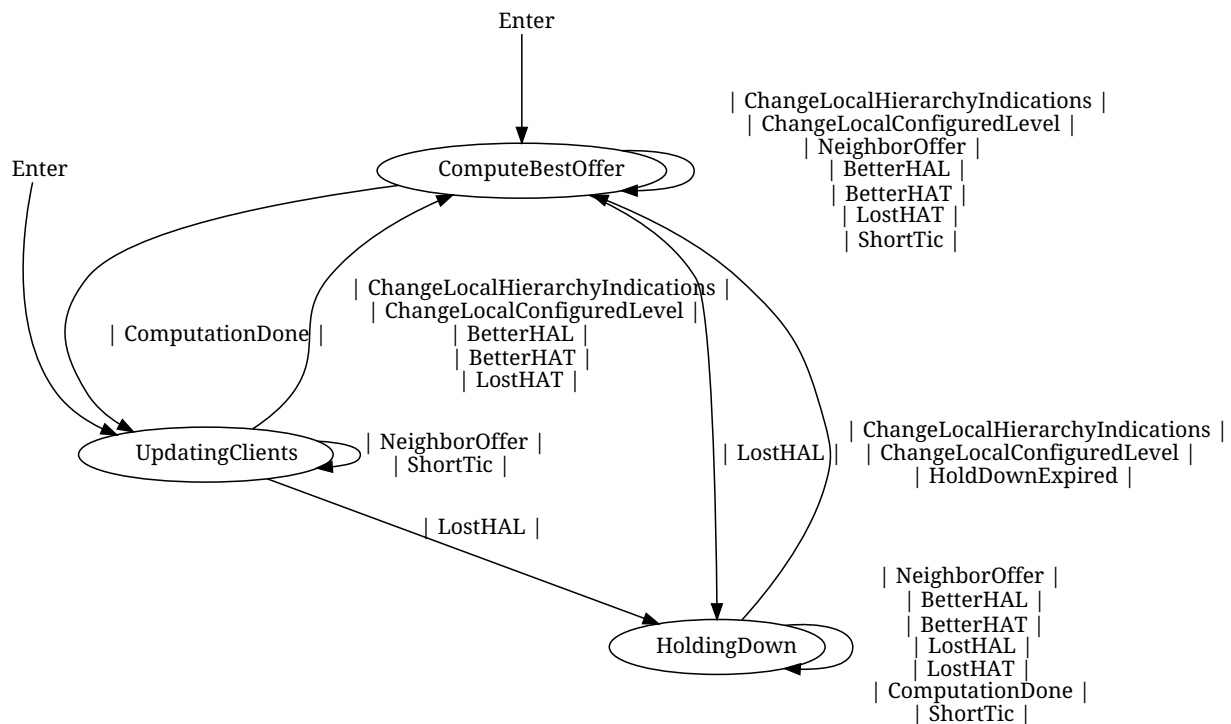 Enter
| ChangeLocalHierarchyIndications |
| ChangeLocalConfiguredLevel |
| NeighborOffer |
| BetterHAL |
| BetterHAT |
| LostHAT |
| ShortTic |
Enter
ComputeBestOffer
| ChangeLocalHierarchyIndications |
| ChangeLocalConfiguredLevel |
| BetterHAL |
| BetterHAT |
| LostHAT |
| ComputationDone |
UpdatingClients
| NeighborOffer |
| ShortTic |
| LostHAL |
| ChangeLocalHierarchyIndications |
| ChangeLocalConfiguredLevel |
| HoldDownExpired |
| LostHAL |
HoldingDown
| NeighborOffer |
| BetterHAL |
| BetterHAT |
| LostHAL |
| LostHAT |
| ComputationDone |
| ShortTic |